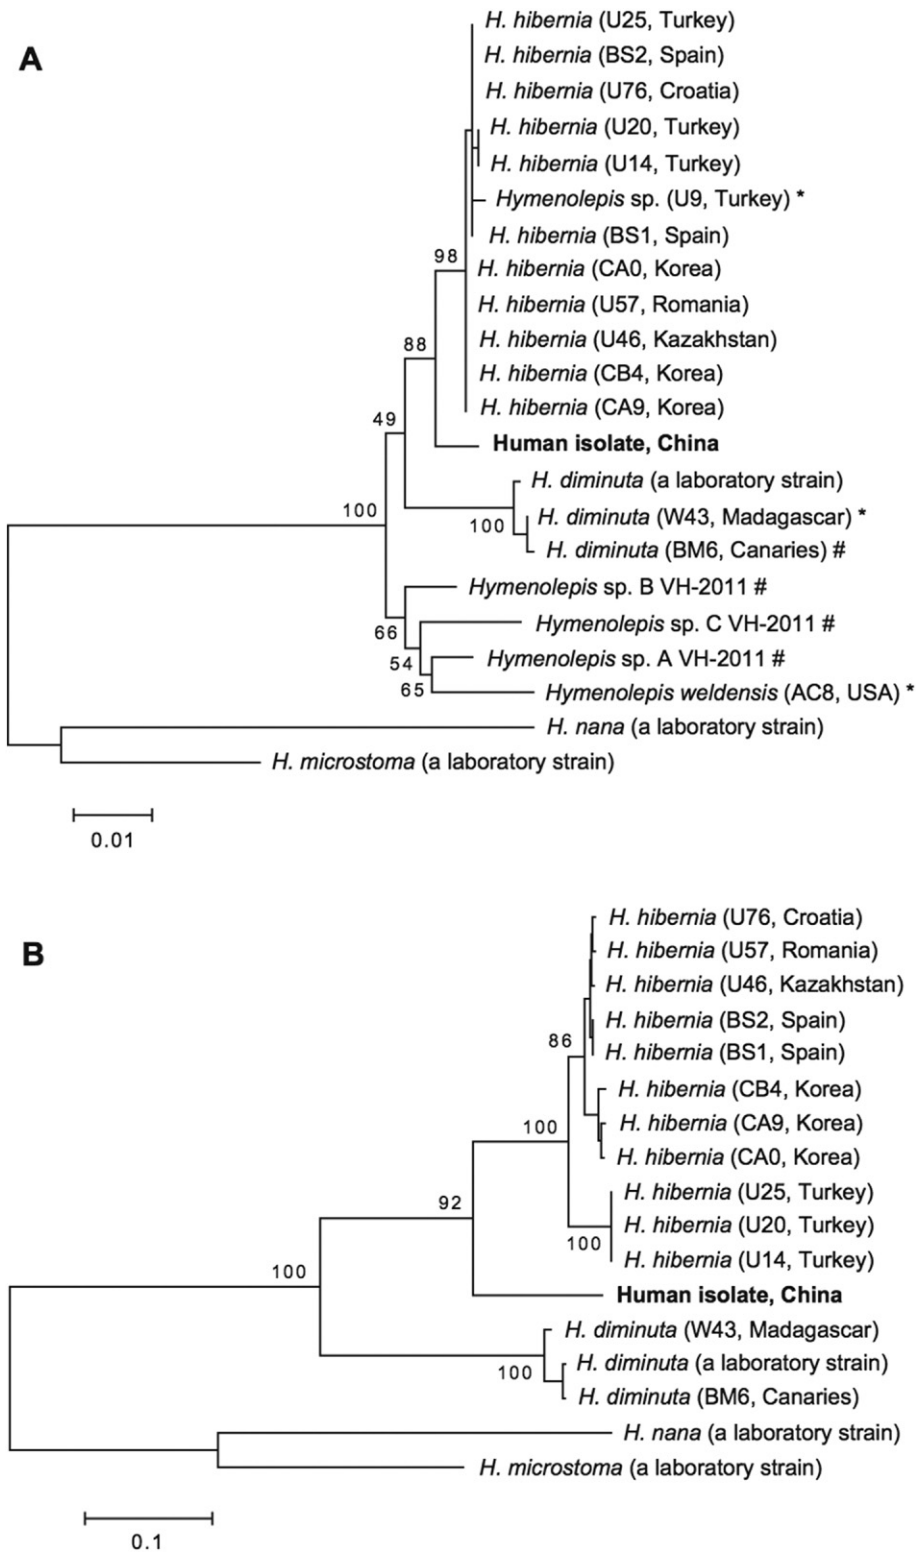 A
H. hibernia (U25, Turkey)
H. hibernia (BS2, Spain)
H. hibernia (U76, Croatia)
H. hibernia (U20, Turkey)
H. hibernia (U14, Turkey)
Hymenolepis sp. (U9, Turkey) *
H. hibernia (BS1, Spain)
98
H. hibernia (CA0, Korea)
H. hibernia (U57, Romania)
H. hibernia (U46, Kazakhstan)
88
H. hibernia (CB4, Korea)
H. hibernia (CA9, Korea)
49
Human isolate, China
H. diminuta (a laboratory strain)
100
H. diminuta (W43, Madagascar) *
100
H. diminuta (BM6, Canaries) #
Hymenolepis sp. B VH-2011 #
66
Hymenolepis sp. C VH-2011 #
54
Hymenolepis sp. A VH-2011 #
65
Hymenolepis weldensis (AC8, USA) *
H. nana (a laboratory strain)
H. microstoma (a laboratory strain)
0.01
B
H. hibernia (U76, Croatia)
H. hibernia (U57, Romania)
H. hibernia (U46, Kazakhstan)
H. hibernia (BS2, Spain)
86
H. hibernia (BS1, Spain)
H. hibernia (CB4, Korea)
H. hibernia (CA9, Korea)
100
H. hibernia (CA0, Korea)
H. hibernia (U25, Turkey)
92
H. hibernia (U20, Turkey)
100
H. hibernia (U14, Turkey)
100
Human isolate, China
H. diminuta (W43, Madagascar)
H. diminuta (a laboratory strain)
100
H. diminuta (BM6, Canaries)
H. nana (a laboratory strain)
H. microstoma (a laboratory strain)
0.1